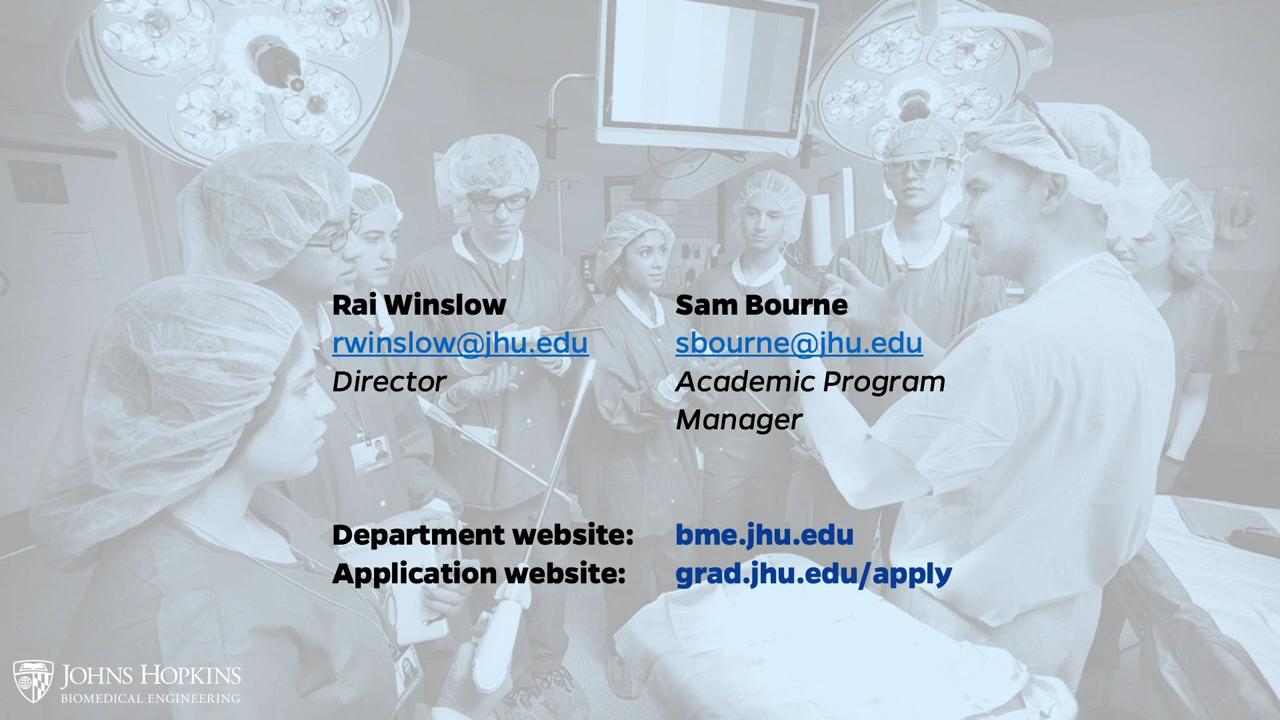 Rai Winslow
rwinslow@jhu.edu
Director
Sam Bourne
sbourne@jhu.edu
Academic Program
Manager
Department website: bme.jhu.edu
Application website: grad.jhu.edu/apply
JOHNS HOPKINS
BIOMEDICAL ENGINEERING